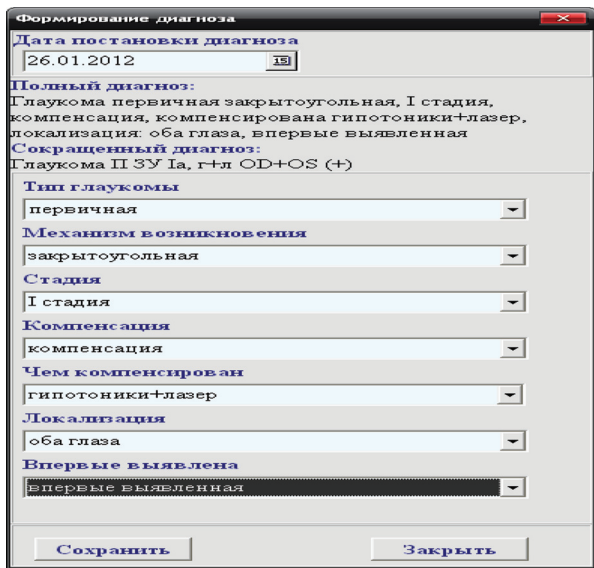 Формирование диагноза
Дата постановки диагноза
26.01.2012
15
Полный диагноз:
Глаукома первичная закрытоугольная, I стадия,
компенсация, компенсирована гипотоники+лазер,
локализация: оба глаза, впервые выявленная
Сокращенный диагноз:
Глаукома П ЗУ Iа, г+л OD+OS (+)
Тип глаукомы
первичная
Механизм возникновения
закрытоугольная
Стадия
I стадия
Компенсация
компенсация
Чем компенсирован
гипотоники+лазер
Локализация
оба глаза
Впервые выявлена
впервые выявленная
Сохранить Закрыть